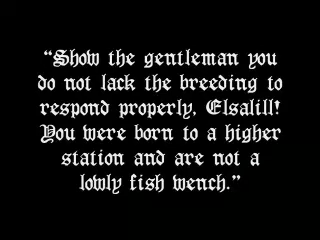 “Show the gentleman you
do not lack the breeding to
respond properly, Elsalill!
You were born to a higher
station and are not a
lowly fish wench.”